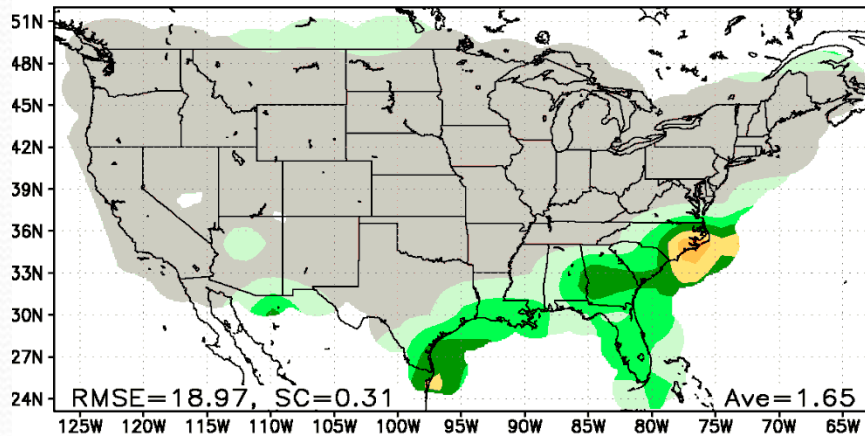 51N
48N
45N
42N
39N
36N
33N
30N
27N
24N
RMSE=18.97, SC=0.31
Ave=1.65
125W 120W 115W 110W 105W 100W 95W 90W 85W 80W 75W 70W 65W